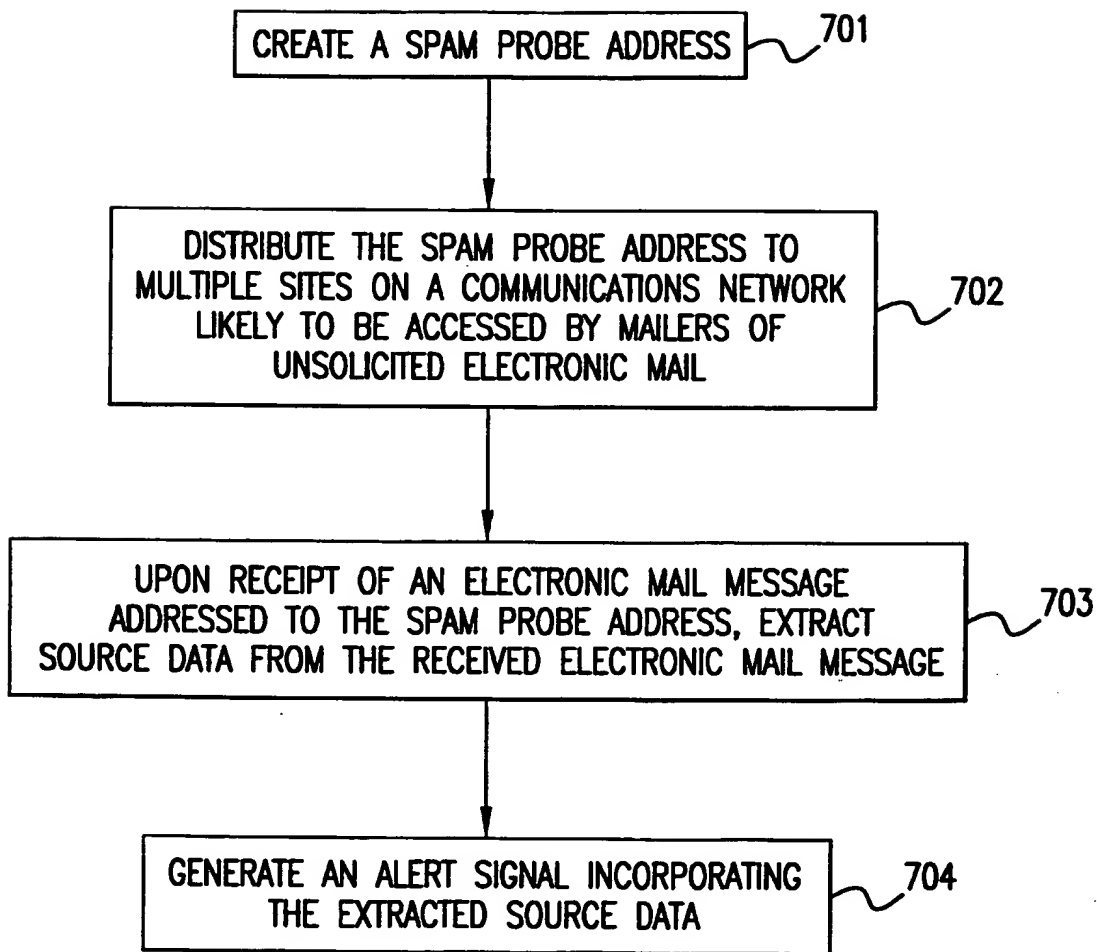 CREATE A SPAM PROBE ADDRESS
701
DISTRIBUTE THE SPAM PROBE ADDRESS TO
MULTIPLE SITES ON A COMMUNICATIONS NETWORK
LIKELY TO BE ACCESSED BY MAILERS OF
UNSOLICITED ELECTRONIC MAIL
702
UPON RECEIPT OF AN ELECTRONIC MAIL MESSAGE
ADDRESSED TO THE SPAM PROBE ADDRESS, EXTRACT
SOURCE DATA FROM THE RECEIVED ELECTRONIC MAIL MESSAGE
703
GENERATE AN ALERT SIGNAL INCORPORATING
THE EXTRACTED SOURCE DATA
704